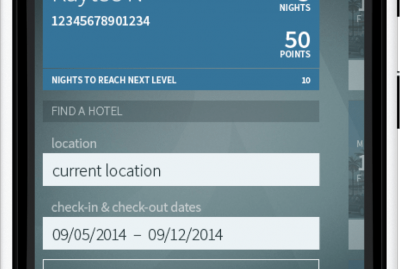 12345678901234
NIGHTS
50
POINTS
NIGHTS TO REACH NEXT LEVEL 10
FIND A HOTEL
location
current location
check-in & check-out dates
09/05/2014 – 09/12/2014